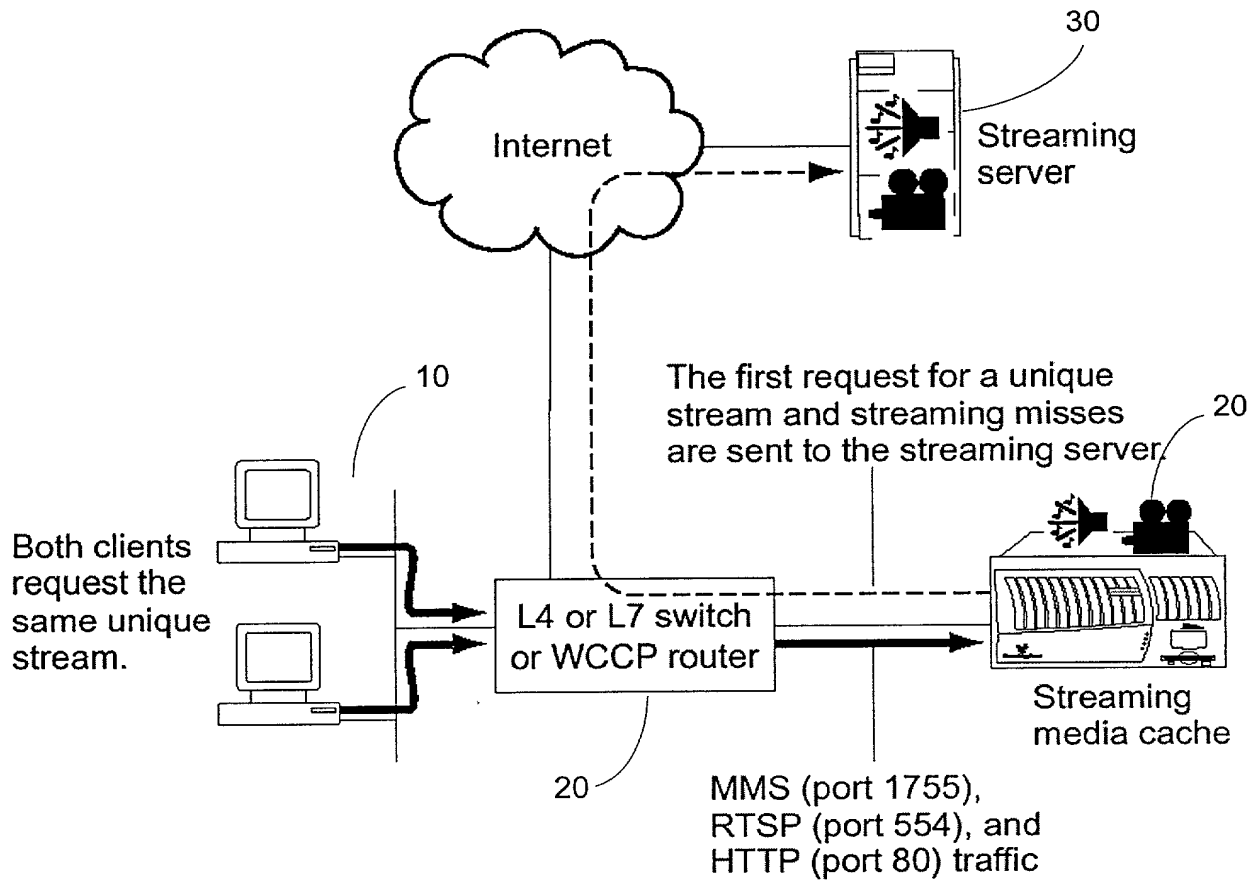 30
Internet
Streaming
server
The first request for a unique
stream and streaming misses
are sent to the streaming server.
10
20
Both clients
request the
same unique
stream.
L4 or L7 switch
or WCCP router
Streaming
media cache
20
MMS (port 1755),
RTSP (port 554), and
HTTP (port 80) traffic